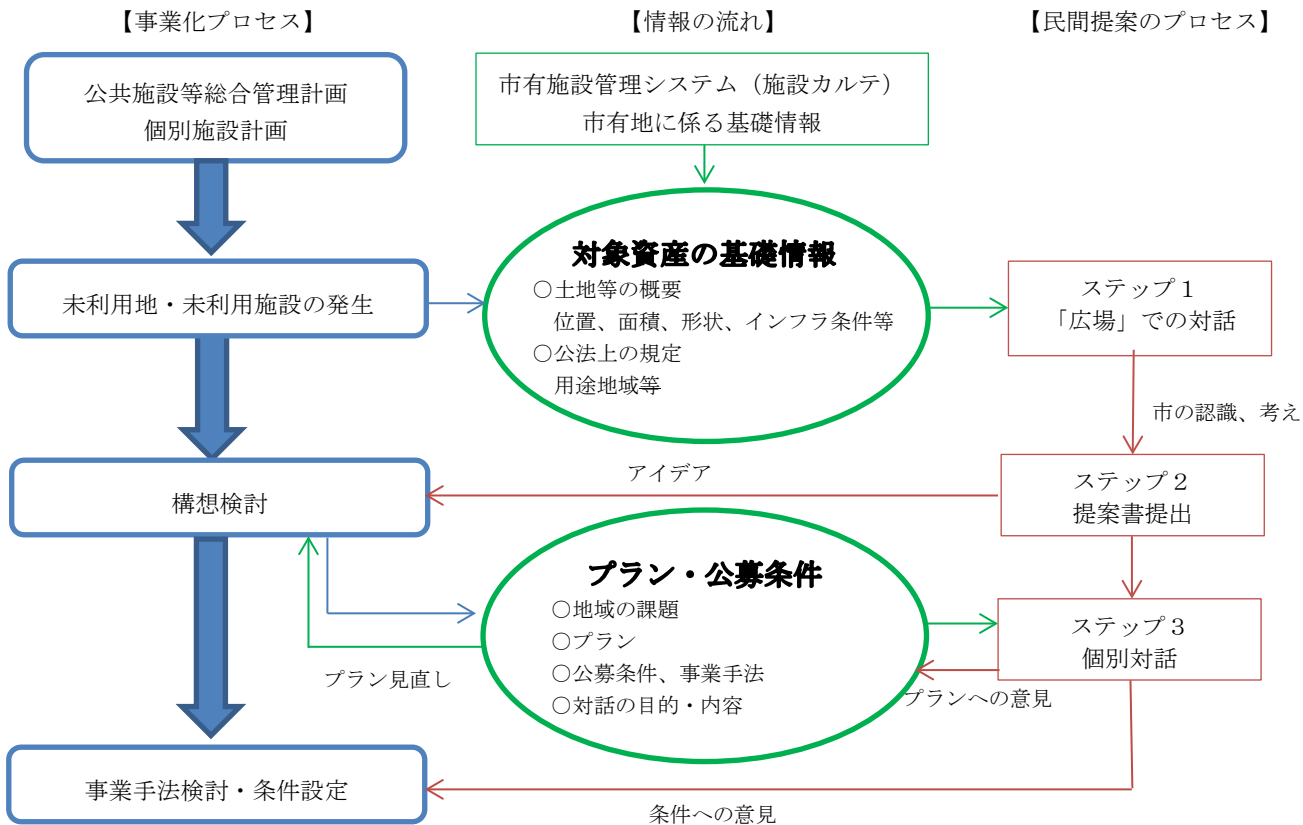 【事業化プロセス】
【情報の流れ】
【民間提案のプロセス】
公共施設等総合管理計画
個別施設計画
市有施設管理システム（施設カルテ）
市有地に係る基礎情報
対象資産の基礎情報
○土地等の概要
位置、面積、形状、インフラ条件等
○公法上の規定
用途地域等
未利用地・未利用施設の発生
ステップ１
「広場」での対話
市の認識、考え
アイデア
構想検討
ステップ２
提案書提出
プラン・公募条件
○地域の課題
○プラン
○公募条件、事業手法
○対話の目的・内容
プラン見直し
ステップ３
個別対話
プランへの意見
事業手法検討・条件設定
条件への意見